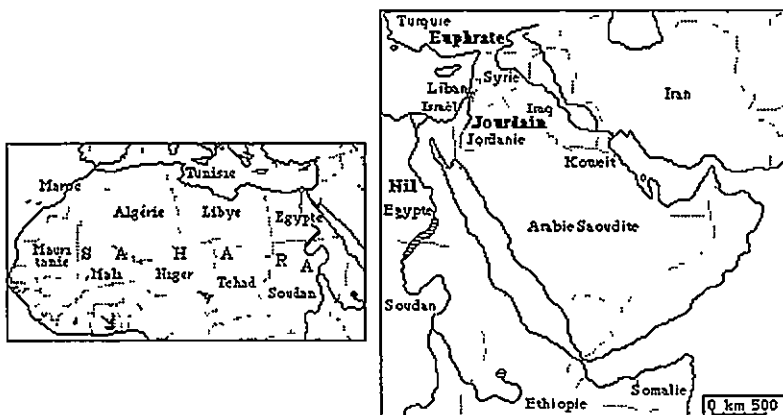 Maroc
Tunisie
Algérie
Libye
Egypte
Mauri
tanie
S A H A R A
Mali
Niger
Tchad
Soudan
Turquie
Euphrate
Syrie
Liban
Israël
Iraq
Iran
Jourdain
Jordanie
Koweit
Nil
Egypte
Arabie Saoudite
Soudan
Ethiopie
Somalie
0 km 500